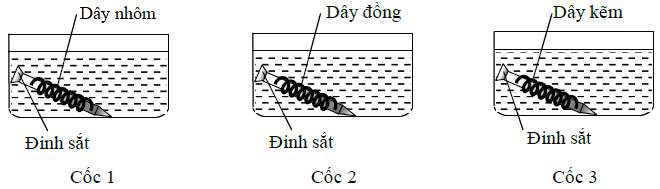 Dây nhôm
Dây đồng
Dây kẽm
Đinh sắt
Đinh sắt
Đinh sắt
Cốc 1
Cốc 2
Cốc 3